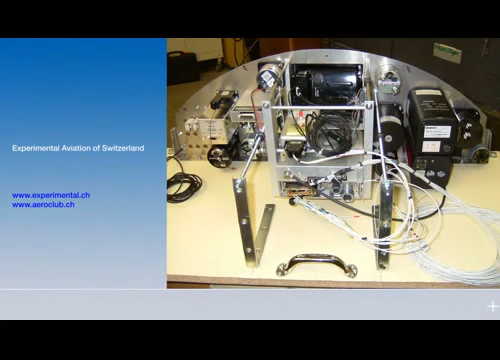 Experimental Aviation of Switzerland
www.experimental.ch
www.aeroclub.ch